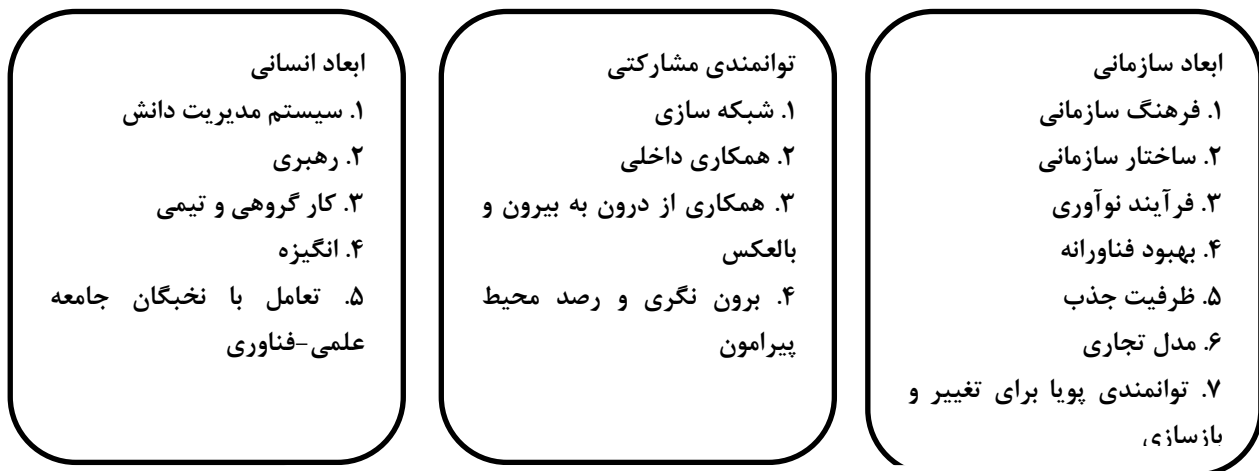 ابعاد سازمانی
۱. فرهنگ سازمانی
۲. ساختار سازمانی
۳. فرآیند نوآوری
۴. بهبود فناورانه
۵. ظرفیت جذب
۶. مدل تجاری
۷. توانمندی پویا برای تغییر و
بازسازی
توانمندی مشارکتی
۱. شبکه سازی
۲. همکاری داخلی
۳. همکاری از درون به بیرون و
بالعکس
۴. برون نگری و رصد محیط
پیرامون
ابعاد انسانی
۱. سیستم مدیریت دانش
۲. رهبری
۳. کار گروهی و تیمی
۴. انگیزه
۵. تعامل با نخبگان جامعه
علمی-فناوری